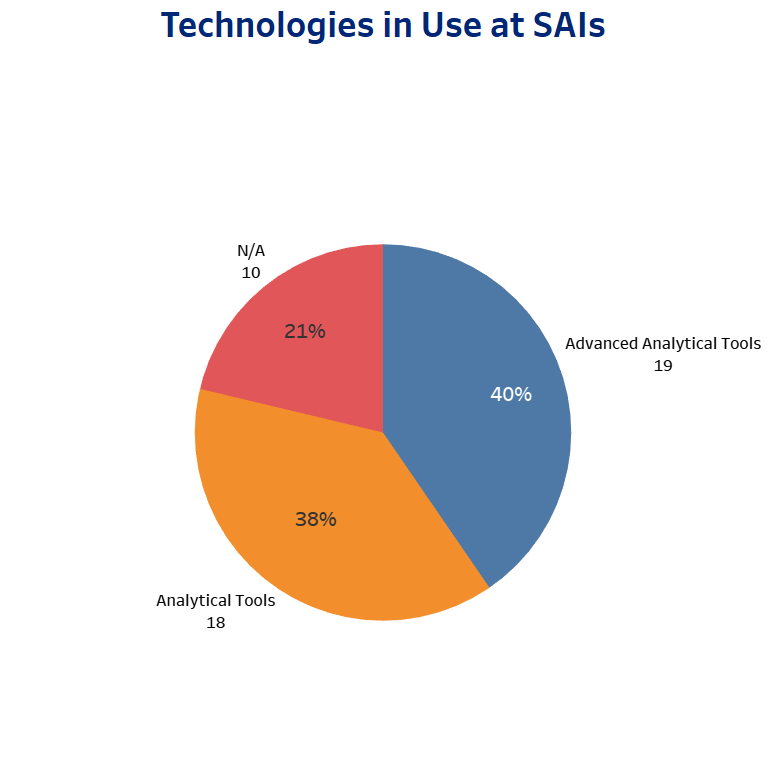 Technologies in Use at SAIs
N/A
10
21%
Advanced Analytical Tools
19
40%
38%
Analytical Tools
18